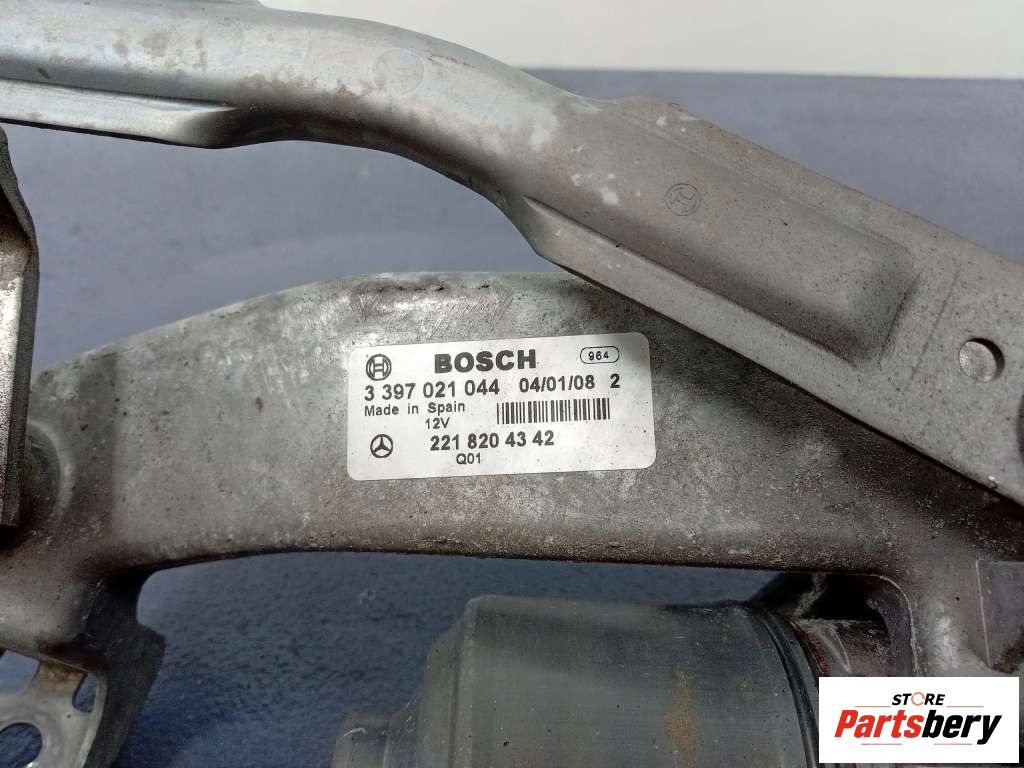 BOSCH 964
3 397 021 044 04/01/08 2
Made in Spain
12V
221 820 43 42
Q01
STORE
Partsbery